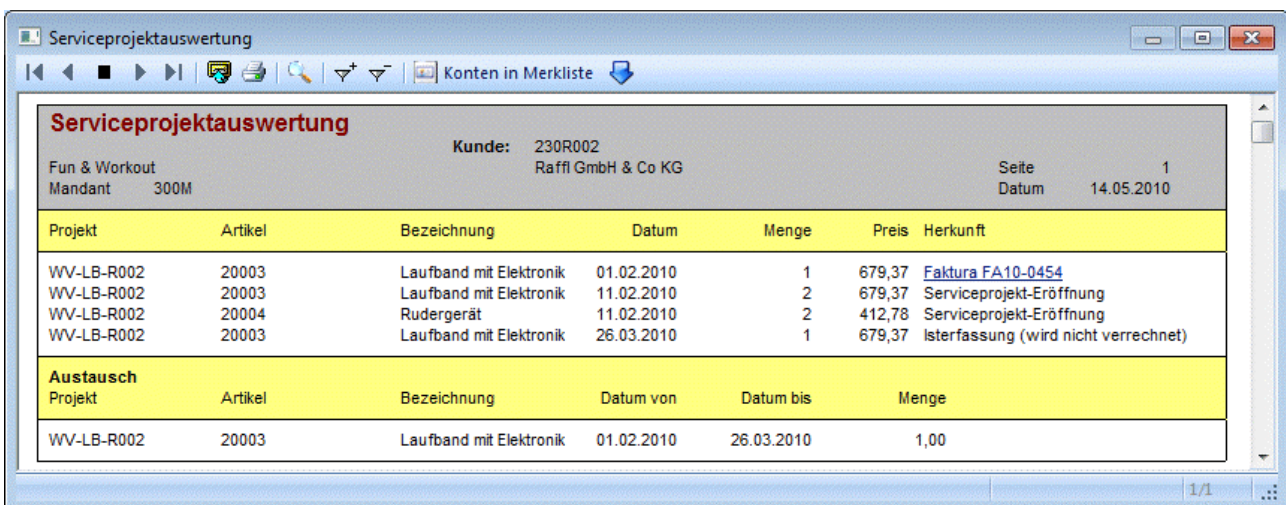 Serviceprojektauswertung
Konten in Merkliste
Serviceprojektauswertung
Kunde: 230R002
Fun & Workout Raffl GmbH & Co KG Seite 1
Mandant 300M Datum 14.05.2010
Projekt Artikel Bezeichnung Datum Menge Preis Herkunft
WV-LB-R002 20003 Laufband mit Elektronik 01.02.2010 1 679,37 Faktura FA10-0454
WV-LB-R002 20003 Laufband mit Elektronik 11.02.2010 2 679,37 Serviceprojekt-Eröffnung
WV-LB-R002 20004 Rudergerät 11.02.2010 2 412,78 Serviceprojekt-Eröffnung
WV-LB-R002 20003 Laufband mit Elektronik 26.03.2010 1 679,37 Isterfassung (wird nicht verrechnet)
Austausch
Projekt Artikel Bezeichnung Datum von Datum bis Menge
WV-LB-R002 20003 Laufband mit Elektronik 01.02.2010 26.03.2010 1,00
1/1